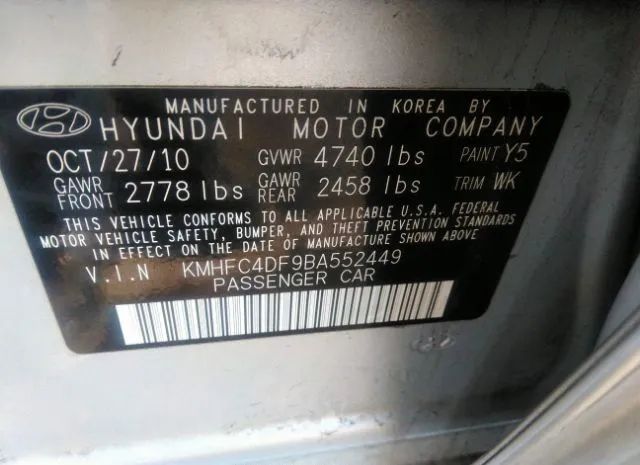 MANUFACTURED IN KOREA BY
HYUNDAI MOTOR COMPANY
OCT/27/10 GVWR 4740 lbs PAINT Y5
GAWR FRONT 2778 lbs GAWR REAR 2458 lbs TRIM WK
THIS VEHICLE CONFORMS TO ALL APPLICABLE U.S.A. FEDERAL
MOTOR VEHICLE SAFETY, BUMPER, AND THEFT PREVENTION STANDARDS
IN EFFECT ON THE DATE OF MANUFACTURE SHOWN ABOVE
V.I.N KMHFC4DF9BA552449
PASSENGER CAR